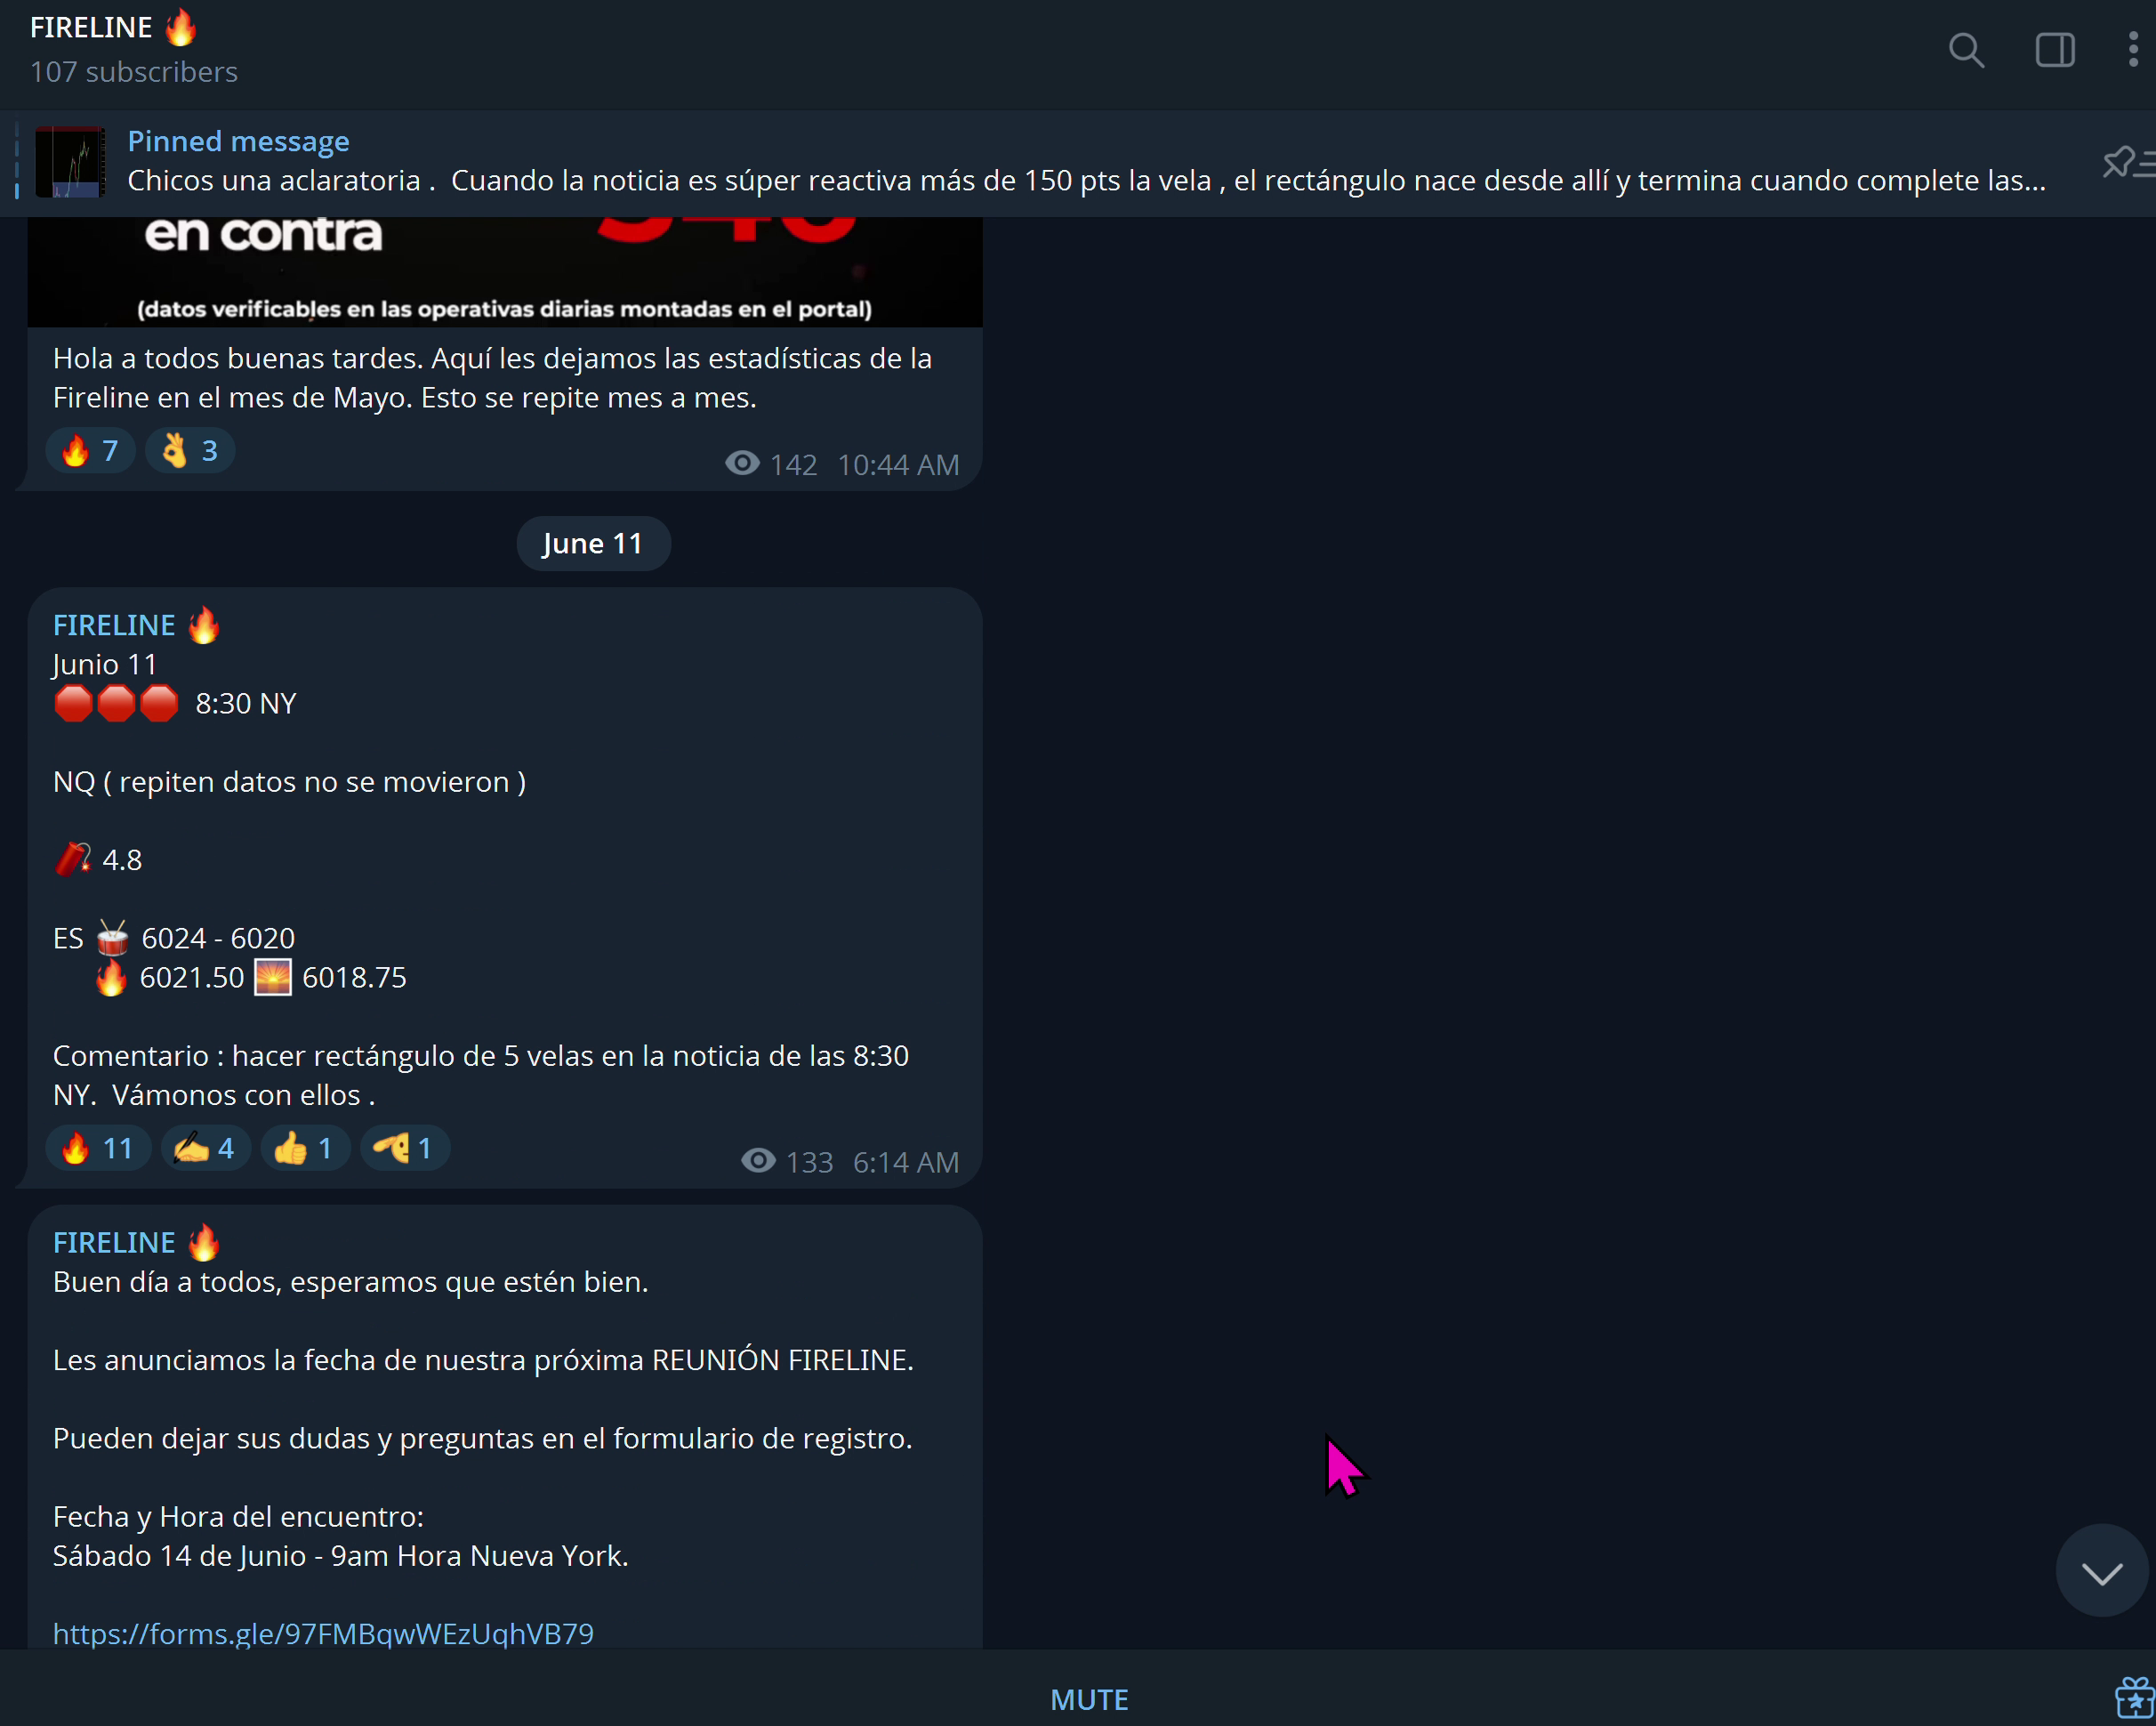 FIRELINE 🔥
107 subscribers
Pinned message
Chicos una aclaratoria .  Cuando la noticia es súper reactiva más de 150 pts la vela , el rectángulo nace desde allí y termina cuando complete las...
en contra
(datos verificables en las operativas diarias montadas en el portal)
Hola a todos buenas tardes. Aquí les dejamos las estadísticas de la
Fireline en el mes de Mayo. Esto se repite mes a mes.
🔥 7 👌 3
142 10:44 AM
June 11
FIRELINE 🔥
Junio 11
🛑🛑🛑 8:30 NY
NQ ( repiten datos no se movieron )
🧨 4.8
ES 🥁 6024 - 6020
🔥 6021.50 🌅 6018.75
Comentario : hacer rectángulo de 5 velas en la noticia de las 8:30
NY.  Vámonos con ellos .
🔥 11 ✍ 4 👍 1 🫡 1
133 6:14 AM
FIRELINE 🔥
Buen día a todos, esperamos que estén bien.
Les anunciamos la fecha de nuestra próxima REUNIÓN FIRELINE.
Pueden dejar sus dudas y preguntas en el formulario de registro.
Fecha y Hora del encuentro:
Sábado 14 de Junio - 9am Hora Nueva York.
https://forms.gle/97FMBqwWEzUqhVB79
MUTE